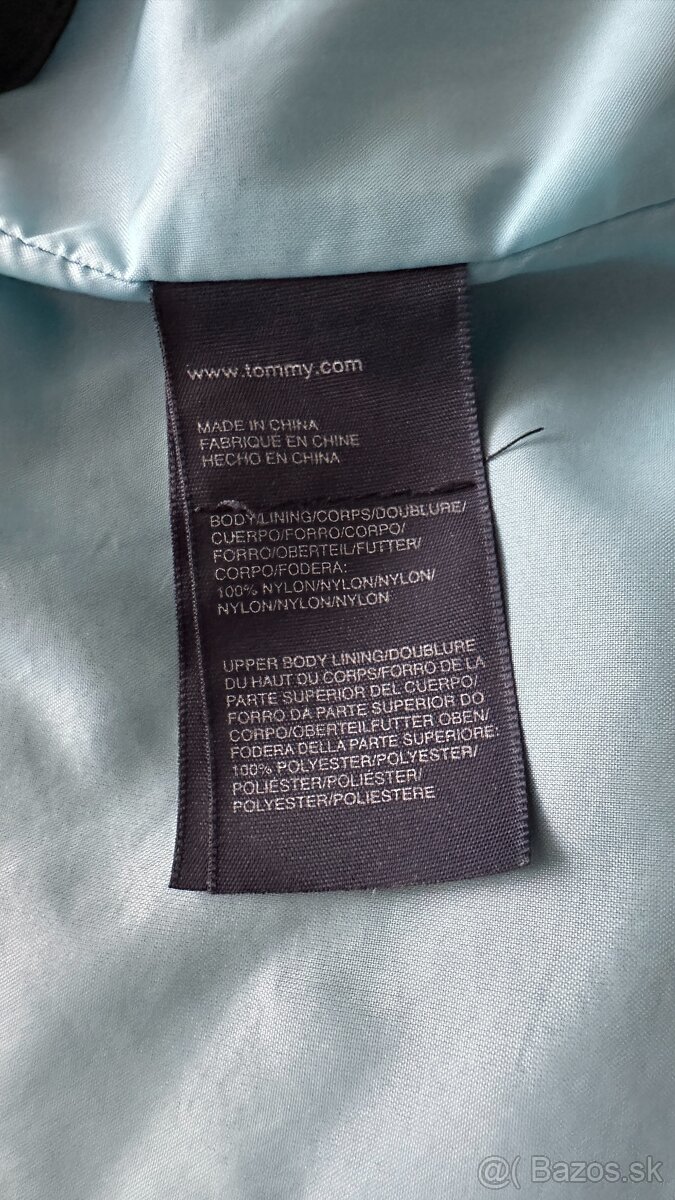 www.tommy.com
MADE IN CHINA
FABRIQUE EN CHINE
HECHO EN CHINA
BODY/LINING/CORPS/DOUBLURE/
CUERPO/FORRO/CORPO/
FORRO/OBERTEIL/FUTTER/
CORPO/FODERA:
100% NYLON/NYLON/NYLON/
NYLON/NYLON/NYLON
UPPER BODY LINING/DOUBLURE
DU HAUT DU CORPS/FORRO DE LA
PARTE SUPERIOR DEL CUERPO/
FORRO DA PARTE SUPERIOR DO
CORPO/OBERTEILFUTTER OBEN/
FODERA DELLA PARTE SUPERIORE:
100% POLYESTER/POLYESTER/
POLIÉSTER/POLIÉSTER/
POLYESTER/POLIESTERE
@( Bazos.sk